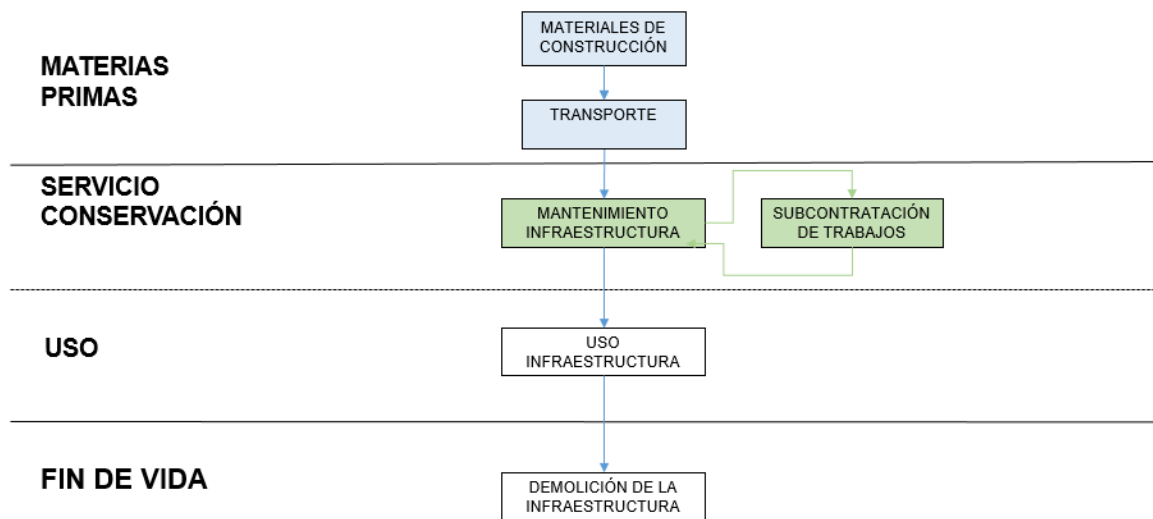 MATERIALES DE
CONSTRUCCIÓN
MATERIAS
PRIMAS
TRANSPORTE
SERVICIO
CONSERVACIÓN
MANTENIMIENTO
INFRAESTRUCTURA
SUBCONTRATACIÓN
DE TRABAJOS
USO
USO
INFRAESTRUCTURA
FIN DE VIDA
DEMOLICIÓN DE LA
INFRAESTRUCTURA